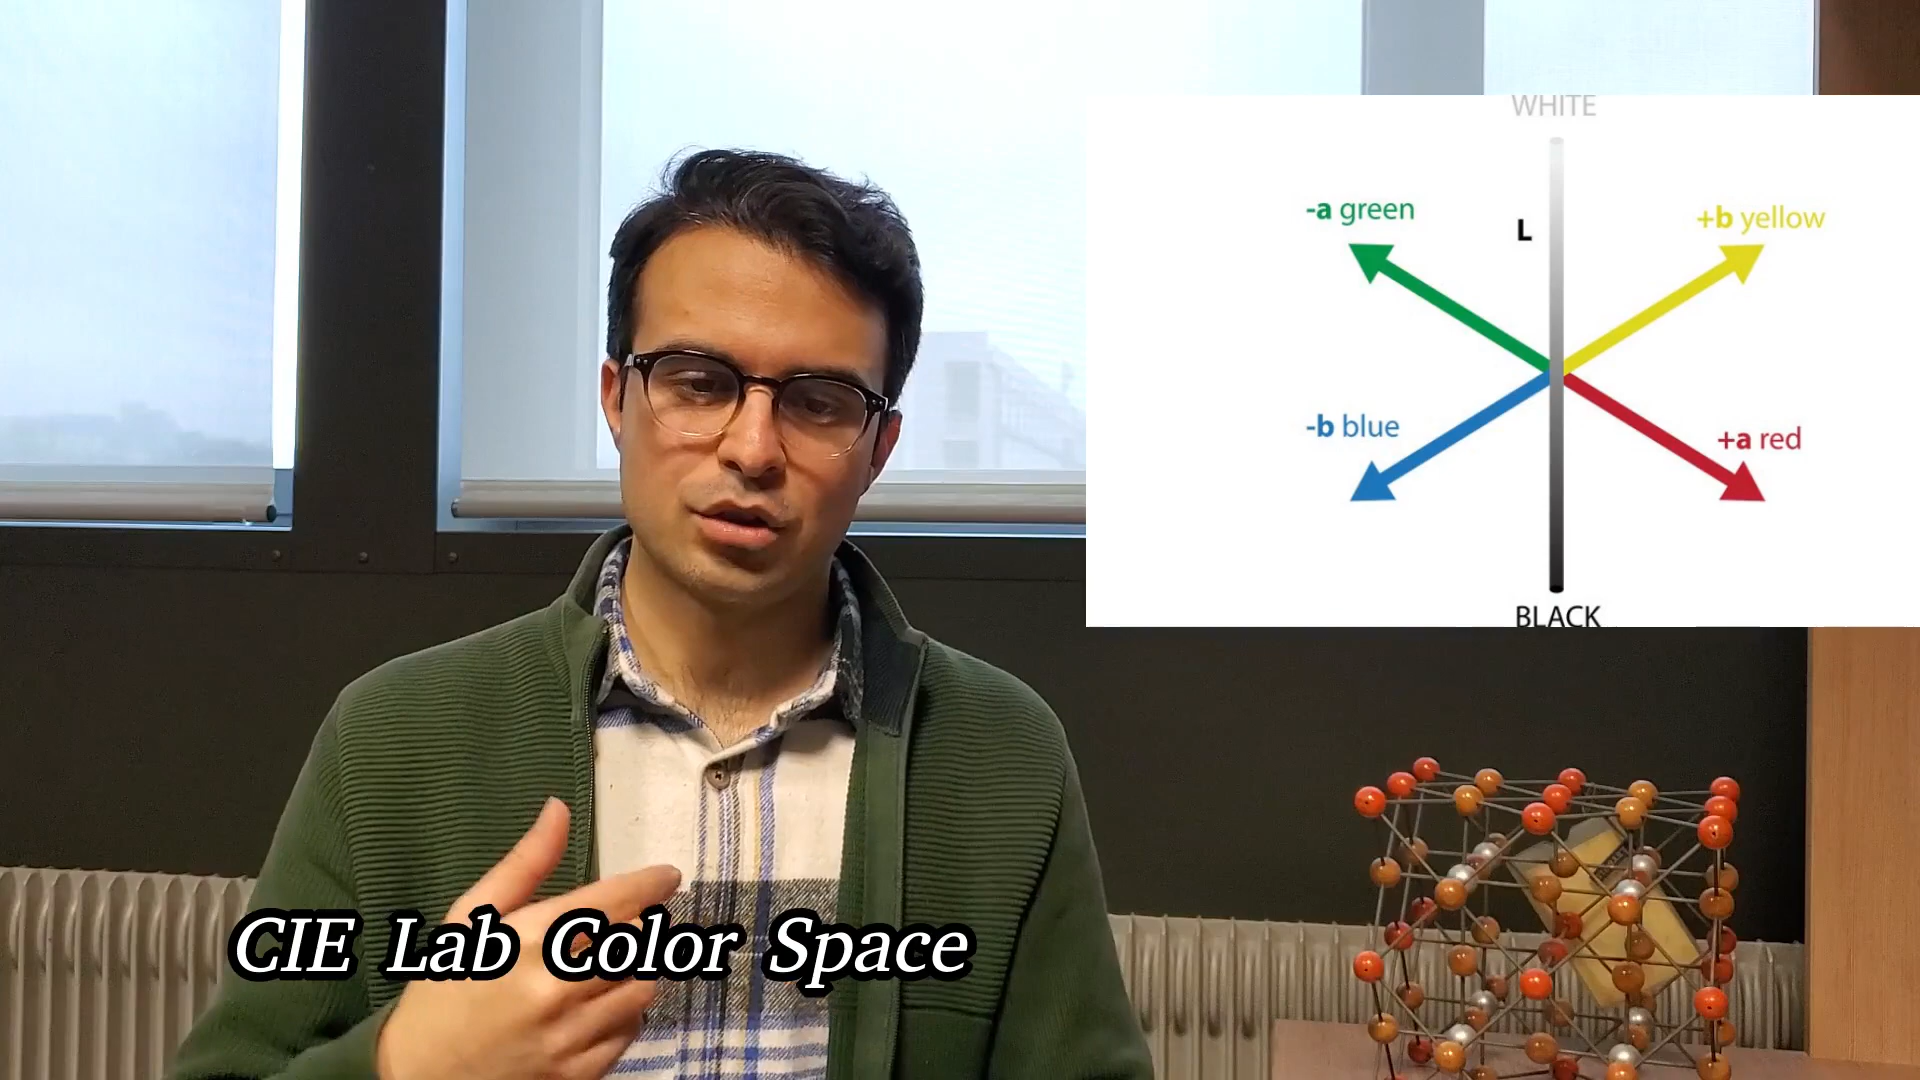 WHITE
-a green
+b yellow
L
-b blue
+a red
BLACK
CIE Lab Color Space